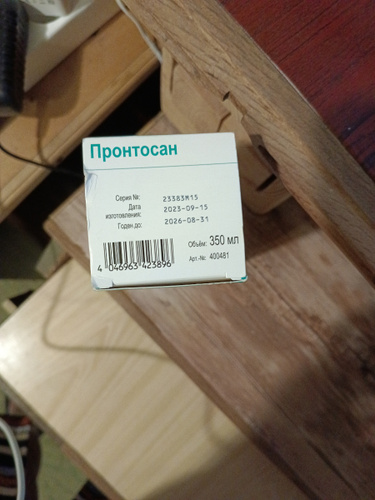 Пронтосан
Серия №: 23383M15
Дата изготовления: 2023-09-15
Годен до: 2026-08-31
Объём: 350 мл
Арт.-№: 400481
4 046963 423896